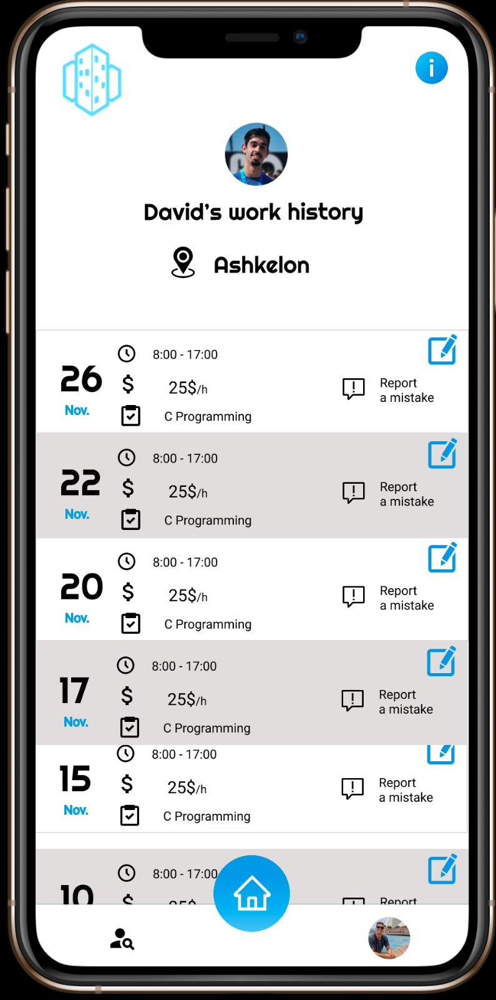 i
David's work history
Ashkelon
8:00 - 17:00
26
25$/h
Report
a mistake
Nov.
C Programming
8:00 - 17:00
22
25$/h
Report
a mistake
Nov.
C Programming
8:00 - 17:00
20
25$/h
Report
a mistake
Nov.
C Programming
8:00 - 17:00
17
25$/h
Report
a mistake
Nov.
C Programming
8:00 - 17:00
15
25$/h
Report
a mistake
Nov.
C Programming
8:00 - 17:00
10
Report